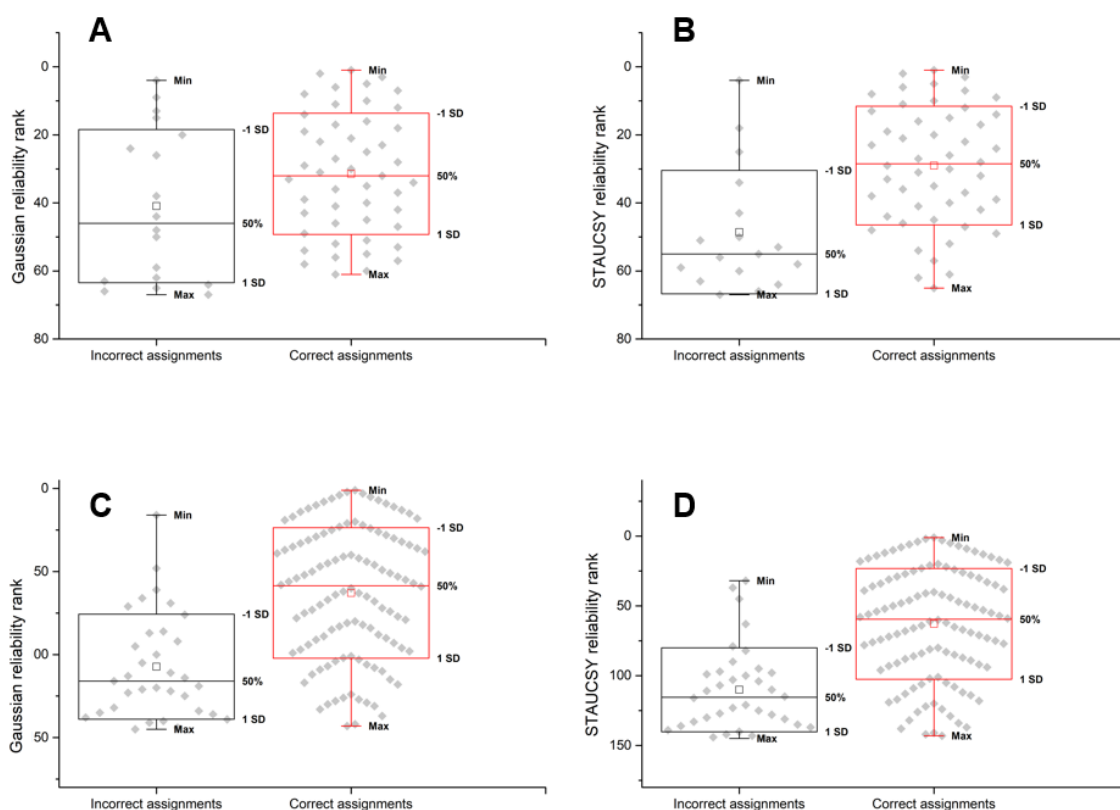 A
Gaussian reliability rank
0
20
40
60
80
Min
-1 SD
50%
1 SD
Max
Min
-1 SD
50%
1 SD
Max
Incorrect assignments
Correct assignments
B
STAUCSY reliability rank
0
20
40
60
80
Min
-1 SD
50%
1 SD
Max
Min
-1 SD
50%
1 SD
Max
Incorrect assignments
Correct assignments
C
Gaussian reliability rank
0
50
00
50
Min
-1 SD
50%
1 SD
Max
Min
-1 SD
50%
1 SD
Max
Incorrect assignments
Correct assignments
D
STAUCSY reliability rank
0
50
100
150
Min
-1 SD
50%
1 SD
Max
Min
-1 SD
50%
1 SD
Max
Incorrect assignments
Correct assignments